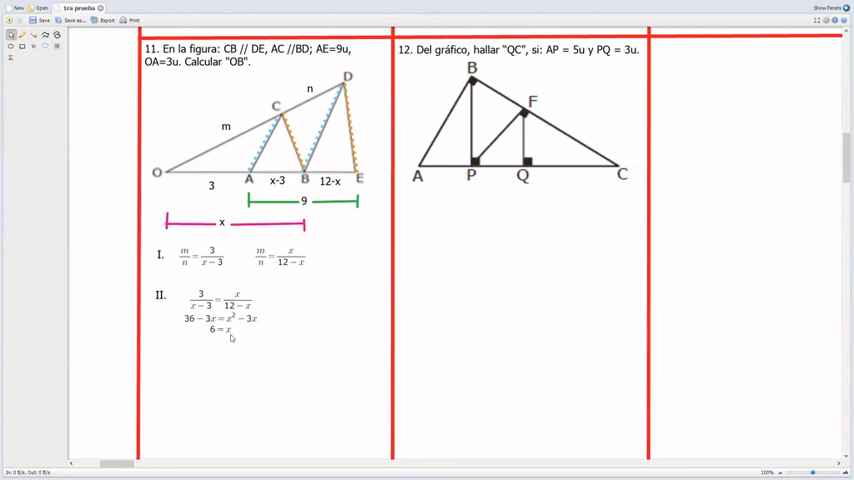 New Open 1ra prueba Show Panels
Save Save as... Export Print
11. En la figura: CB // DE, AC //BD; AE=9u,
OA=3u. Calcular "OB".
12. Del gráfico, hallar "QC", si: AP = 5u y PQ = 3u.
D
n
C
m
O
A
x-3
B
12-x
E
3
9
x
B
F
A
P
Q
C
I. m/n = 3/(x−3) m/n = x/(12−x)
II. 3/(x−3) = x/(12−x)
36 − 3x = x² − 3x
6 = x
In: 0 B/s, Out: 0 B/s 100%